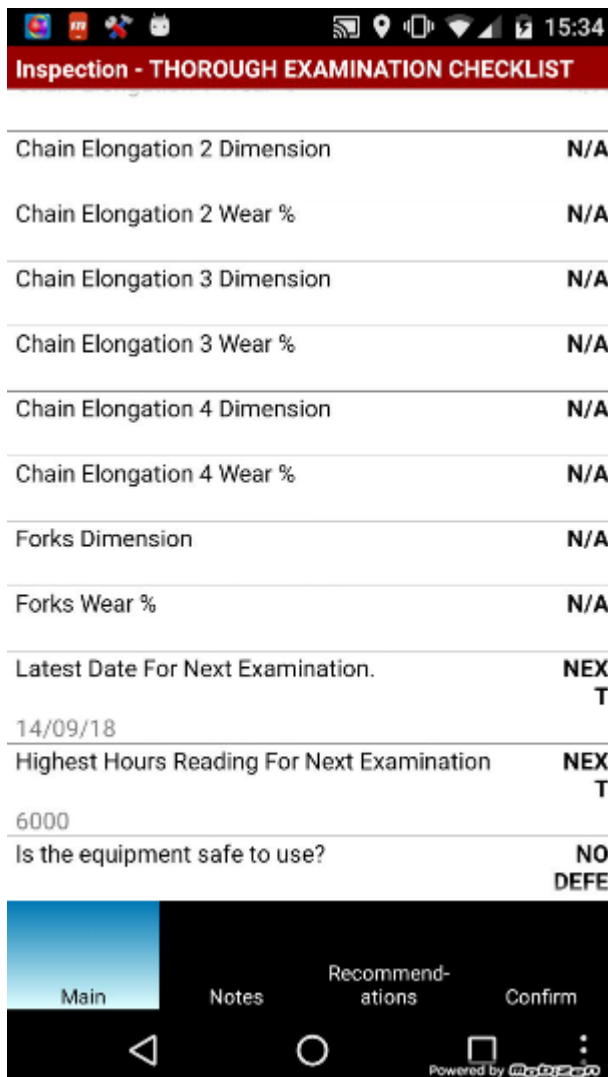 15:34
Inspection - THOROUGH EXAMINATION CHECKLIST
Chain Elongation 2 Dimension N/A
Chain Elongation 2 Wear % N/A
Chain Elongation 3 Dimension N/A
Chain Elongation 3 Wear % N/A
Chain Elongation 4 Dimension N/A
Chain Elongation 4 Wear % N/A
Forks Dimension N/A
Forks Wear % N/A
Latest Date For Next Examination. NEX
T
14/09/18
Highest Hours Reading For Next Examination NEX
T
6000
Is the equipment safe to use? NO
DEFE
Main
Notes
Recommend-
ations
Confirm
Powered by